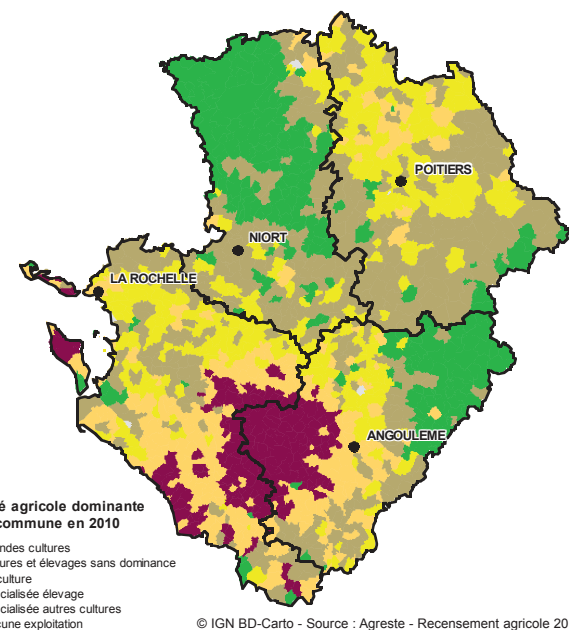 POITIERS
NIORT
LA ROCHELLE
ANGOULEME
é agricole dominante
commune en 2010
ndes cultures
ures et élevages sans dominance
culture
cialisée élevage
cialisée autres cultures
cune exploitation
© IGN BD-Carto - Source : Agreste - Recensement agricole 20